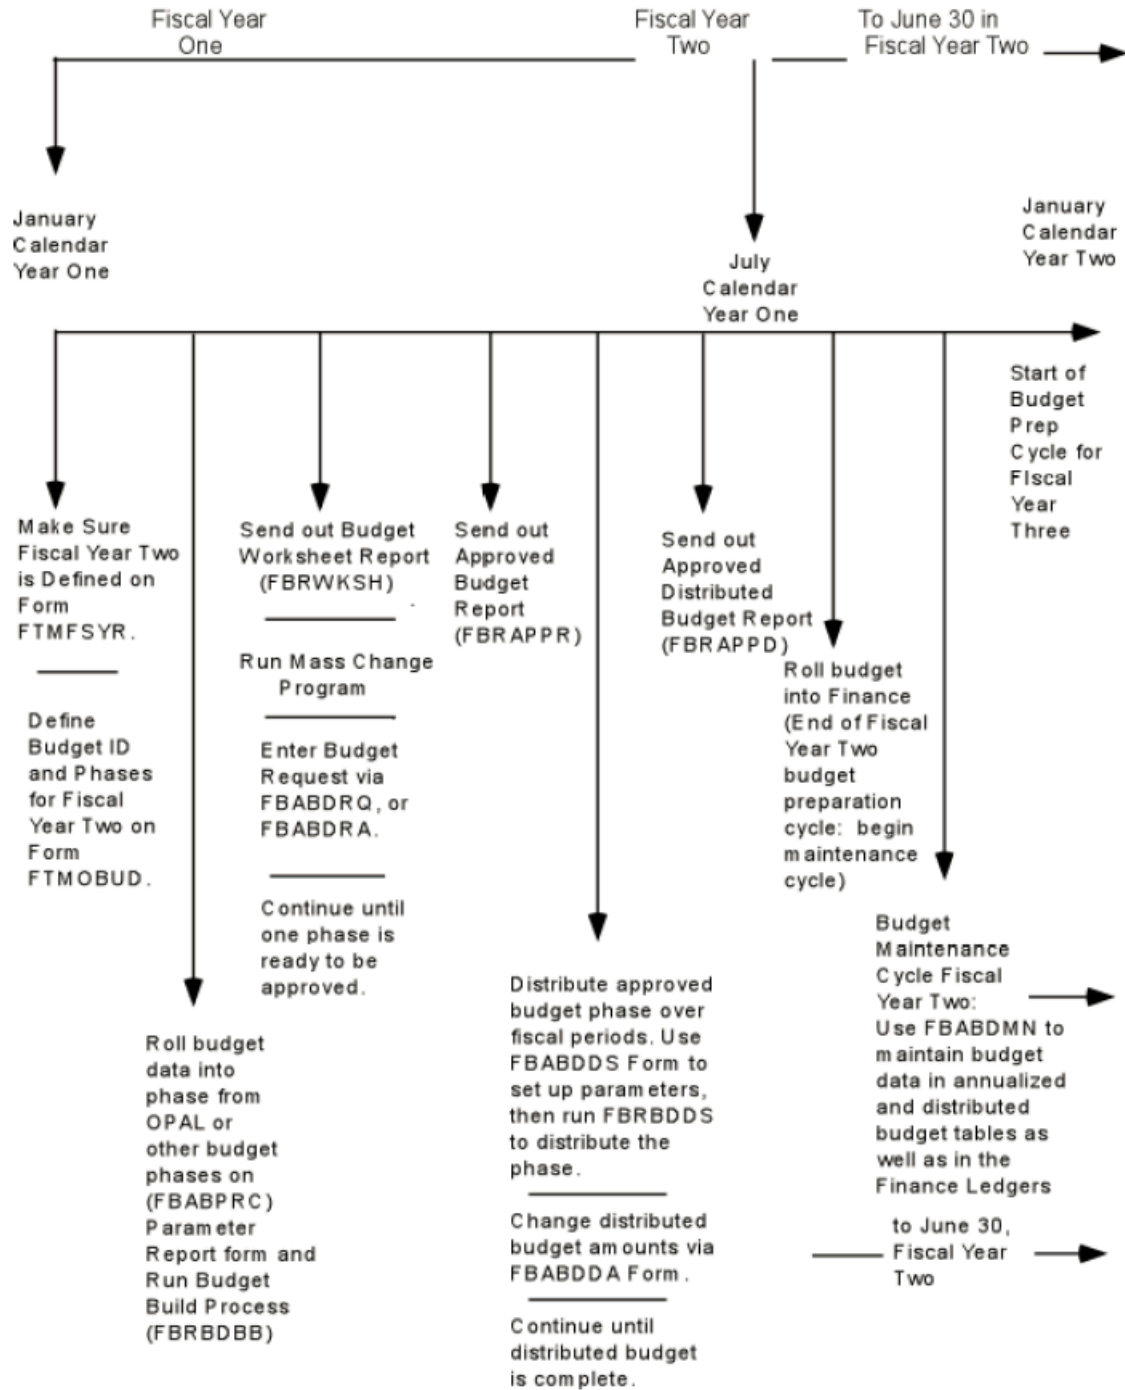 Fiscal Year
One
Fiscal Year
Two
To June 30 in
Fiscal Year Two
January
Calendar
Year One
July
Calendar
Year One
January
Calendar
Year Two
Start of
Budget
Prep
Cycle for
FIscal
Year
Three
Make Sure
Fiscal Year Two
is Defined on
Form
FTMFSYR.
Define
Budget ID
and Phases
for Fiscal
Year Two on
Form
FTMOBUD.
Roll budget
data into
phase from
OPAL or
other budget
phases on
(FBABPRC)
Parameter
Report form and
Run Budget
Build Process
(FBRBDBB)
Send out Budget
Worksheet Report
(FBRWKSH)
Run Mass Change
Program
Enter Budget
Request via
FBABDRQ, or
FBABDRA.
Continue until
one phase is
ready to be
approved.
Send out
Approved
Budget
Report
(FBRAPPR)
Distribute approved
budget phase over
fiscal periods. Use
FBABDDS Form to
set up parameters,
then run FBRBDDS
to distribute the
phase.
Change distributed
budget amounts via
FBABDDA Form.
Continue until
distributed budget
is complete.
Send out
Approved
Distributed
Budget Report
(FBRAPPD)
Roll budget
into Finance
(End of Fiscal
Year Two
budget
preparation
cycle: begin
maintenance
cycle)
Budget
Maintenance
Cycle Fiscal
Year Two:
Use FBABDMN to
maintain budget
data in annualized
and distributed
budget tables as
well as in the
Finance Ledgers
to June 30,
Fiscal Year
Two